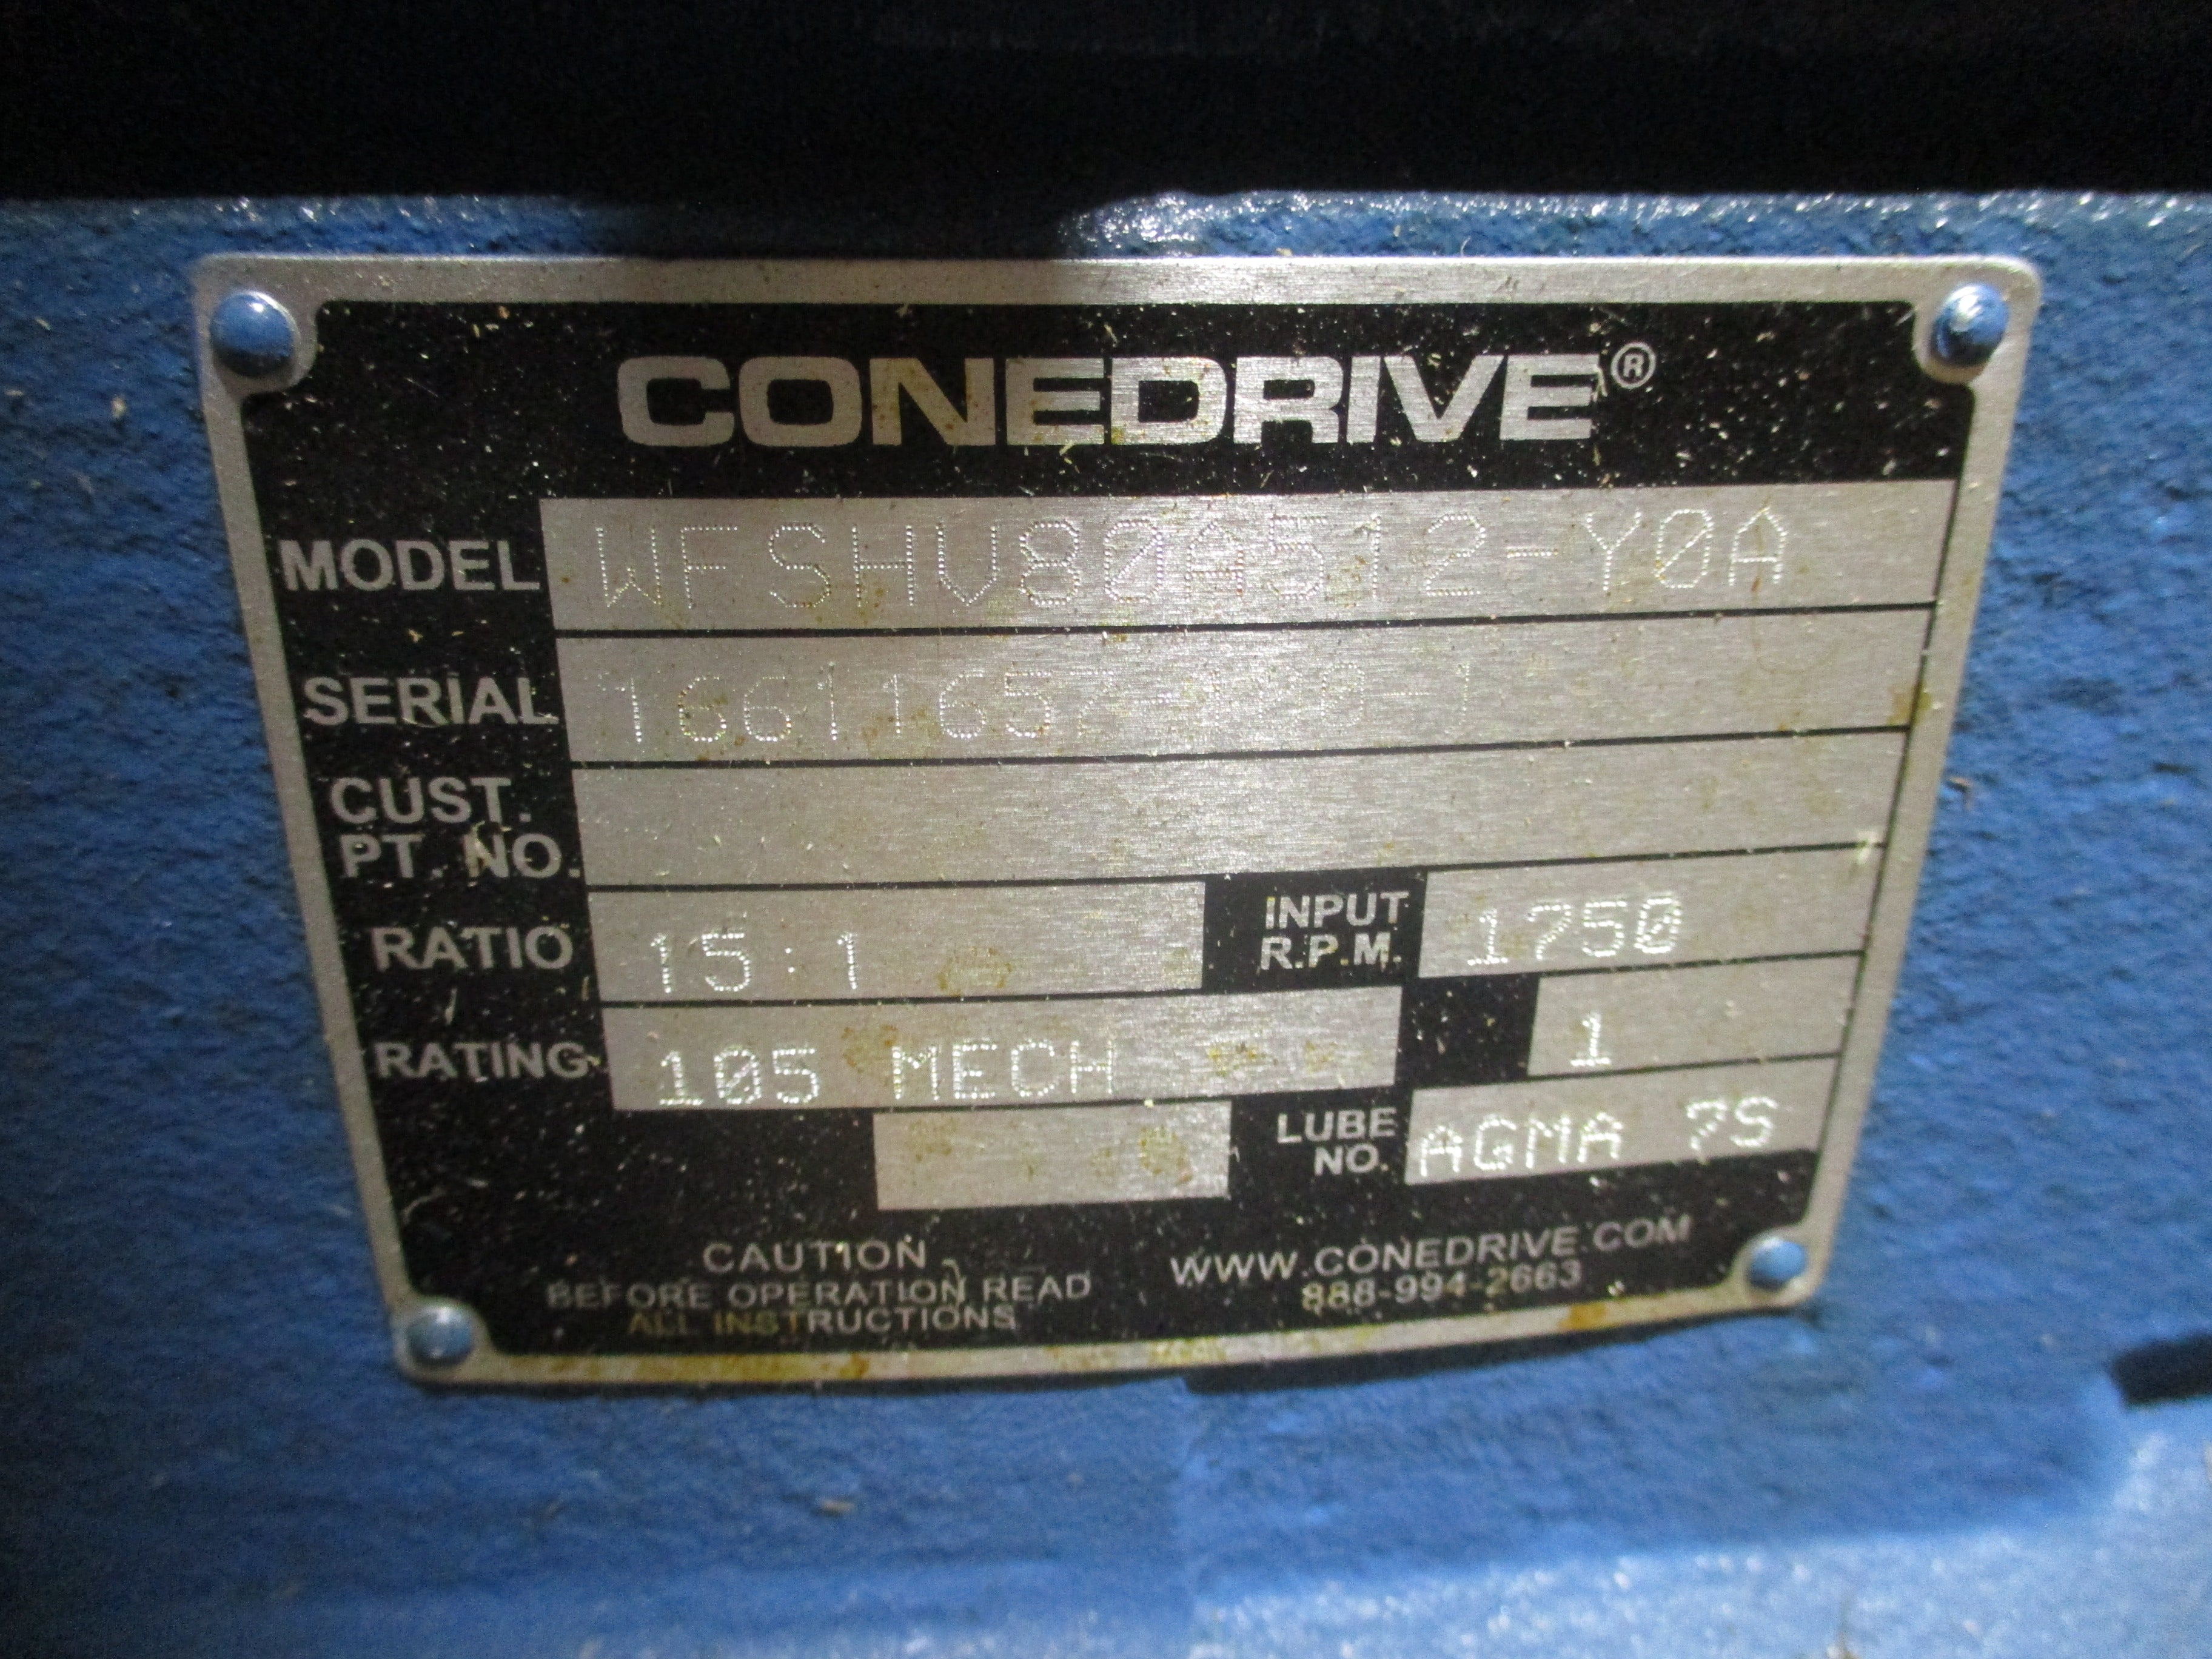 CONEDRIVE®
MODEL WFSHV80A512-Y0A
SERIAL
CUST.
PT. NO.
RATIO 15:1
INPUT R.P.M. 1750
RATING 105 MECH
1
LUBE NO. AGMA 7S
CAUTION
BEFORE OPERATION READ
ALL INSTRUCTIONS
WWW.CONEDRIVE.COM
888-994-2663